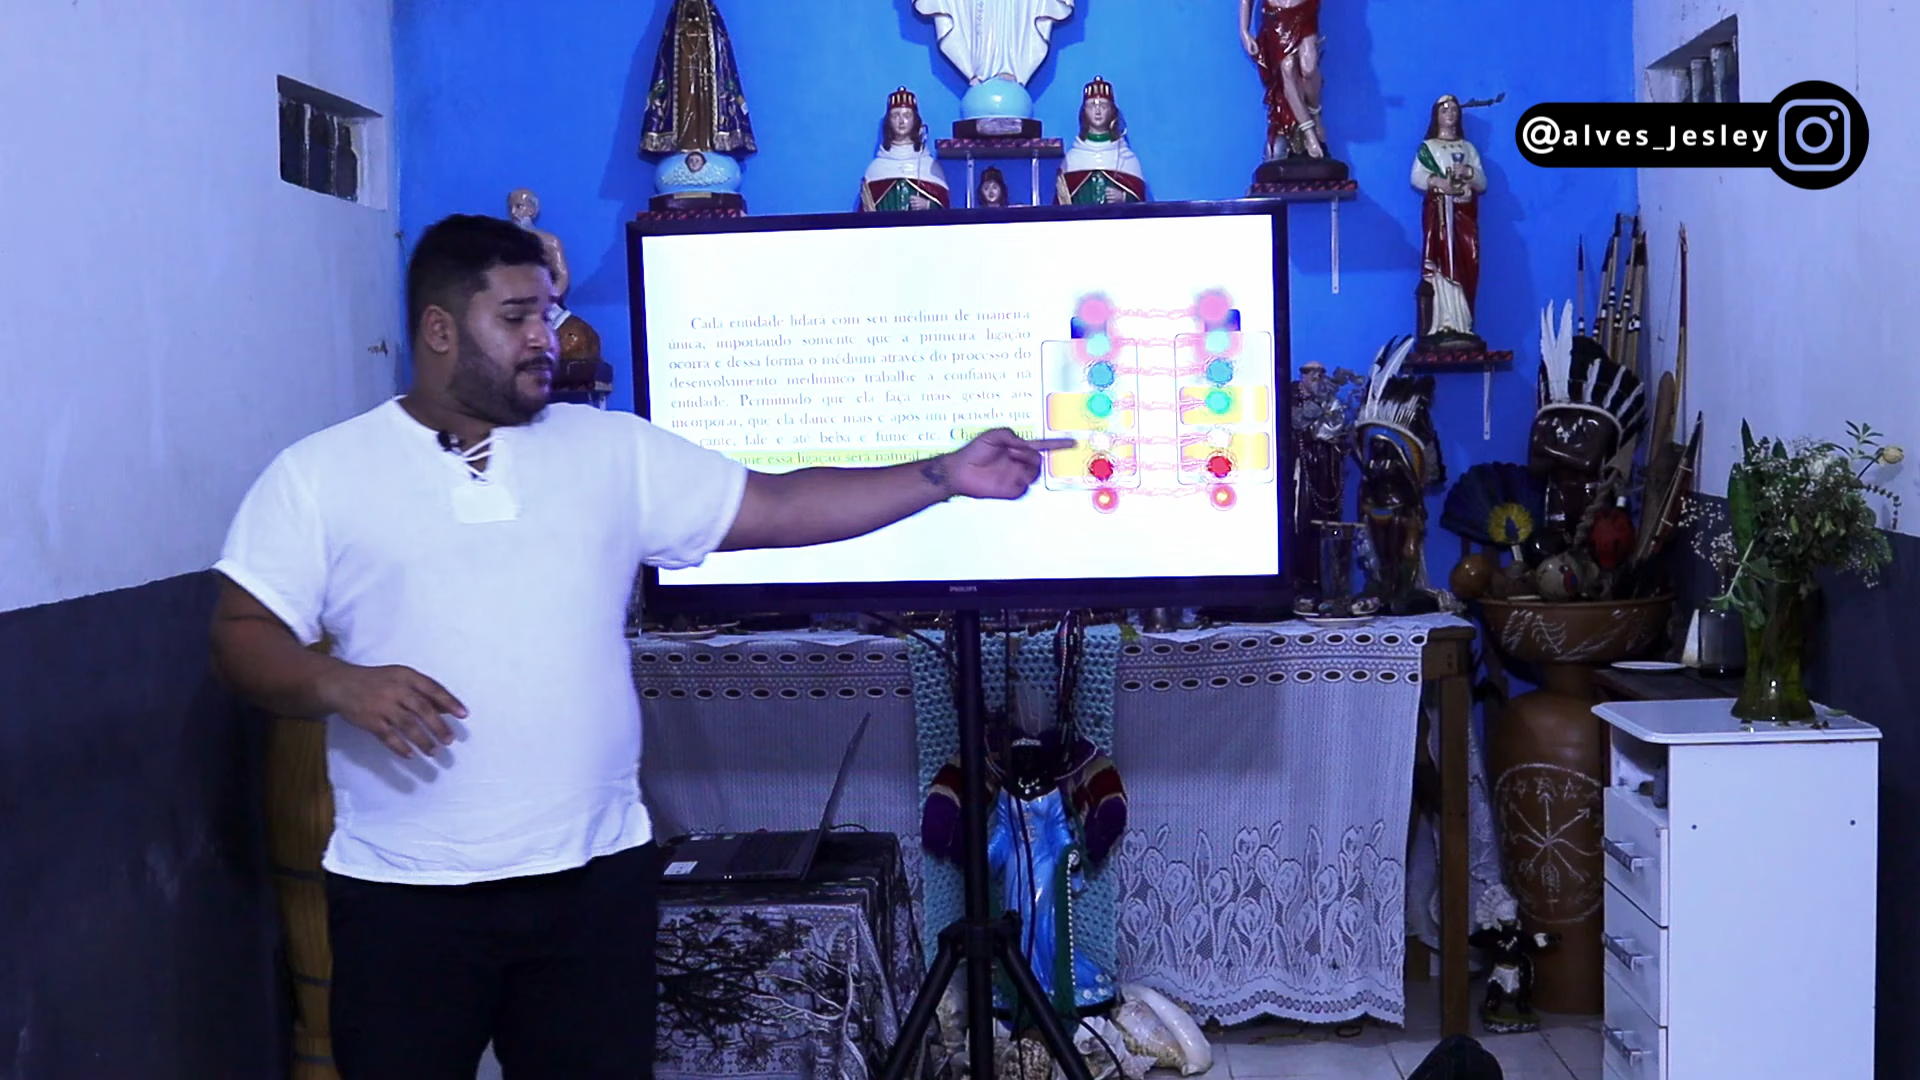 @alves_Jesley
Cada entidade lidará com seu médium de maneira
única, importando somente que a primeira ligação
ocorra e dessa forma o médium através do processo do
desenvolvimento mediúnico trabalhe a confiança na
entidade. Permitindo que ela faça mais gestos aos
incorporar, que ela dance mais e após um período que
cante, fale e até beba e fume etc.
que essa ligação será natural
PHILIPS